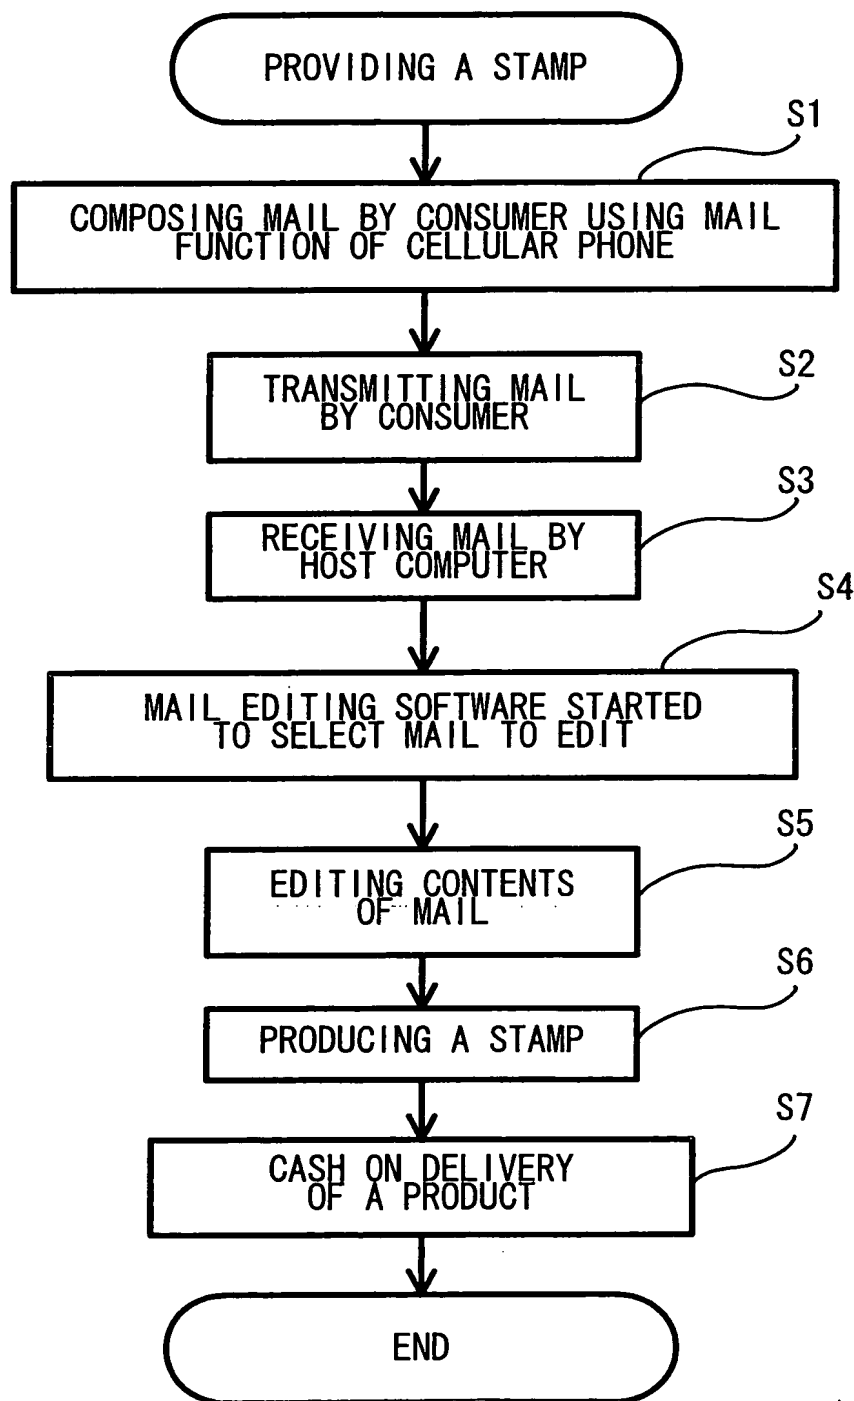 PROVIDING A STAMP
S1
COMPOSING MAIL BY CONSUMER USING MAIL
FUNCTION OF CELLULAR PHONE
S2
TRANSMITTING MAIL
BY CONSUMER
S3
RECEIVING MAIL BY
HOST COMPUTER
S4
MAIL EDITING SOFTWARE STARTED
TO SELECT MAIL TO EDIT
S5
EDITING CONTENTS
OF MAIL
S6
PRODUCING A STAMP
S7
CASH ON DELIVERY
OF A PRODUCT
END